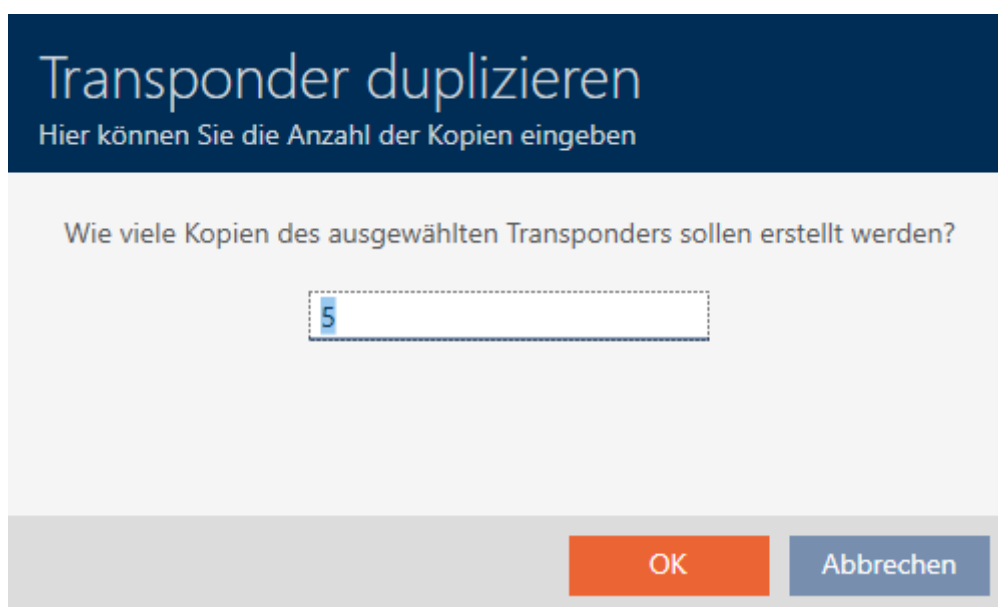 Transponder duplizieren
Hier können Sie die Anzahl der Kopien eingeben
Wie viele Kopien des ausgewählten Transponders sollen erstellt werden?
5
OK Abbrechen